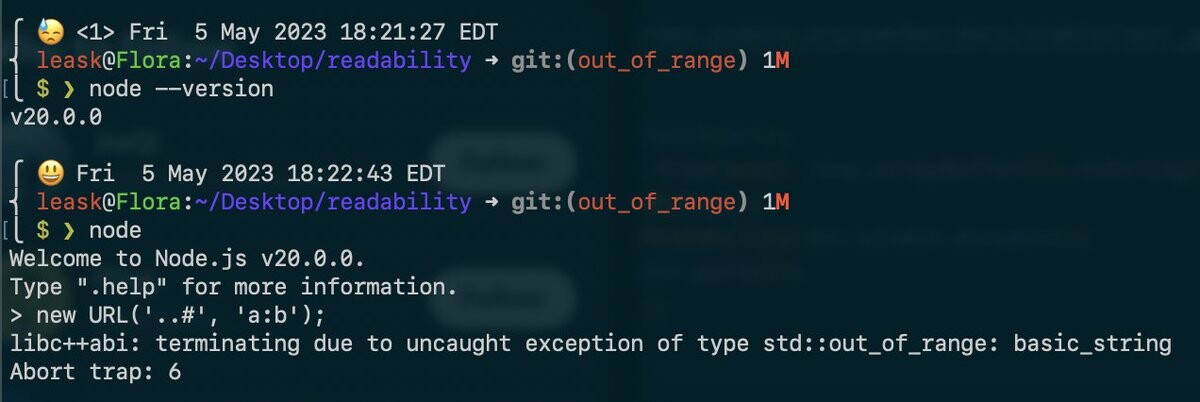 😓 <1> Fri  5 May 2023 18:21:27 EDT
leask@Flora:~/Desktop/readability ➜ git:(out_of_range) 1M
$ ❯ node --version
v20.0.0
😃 Fri  5 May 2023 18:22:43 EDT
leask@Flora:~/Desktop/readability ➜ git:(out_of_range) 1M
$ ❯ node
Welcome to Node.js v20.0.0.
Type ".help" for more information.
> new URL('..#', 'a:b');
libc++abi: terminating due to uncaught exception of type std::out_of_range: basic_string
Abort trap: 6